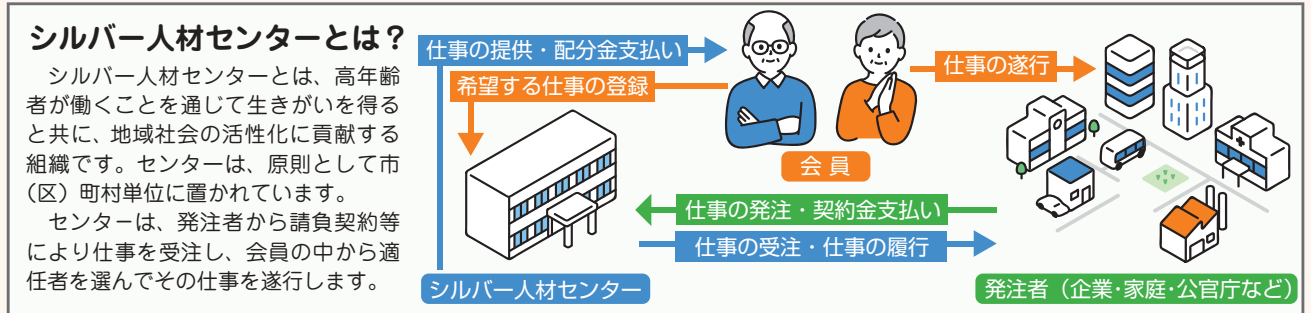 シルバー人材センターとは？
シルバー人材センターとは、高年齢
者が働くことを通じて生きがいを得る
と共に、地域社会の活性化に貢献する
組織です。センターは、原則として市
（区）町村単位に置かれています。
センターは、発注者から請負契約等
により仕事を受注し、会員の中から適
任者を選んでその仕事を遂行します。
仕事の提供・配分金支払い
希望する仕事の登録
会員
仕事の遂行
仕事の発注・契約金支払い
仕事の受注・仕事の履行
シルバー人材センター
発注者（企業・家庭・公官庁など）